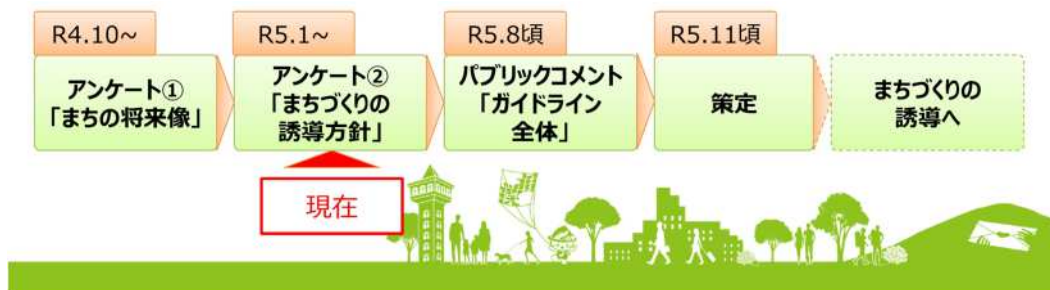 R4.10~
アンケート①
「まちの将来像」
R5.1~
アンケート②
「まちづくりの
誘導方針」
R5.8頃
パブリックコメント
「ガイドライン
全体」
R5.11頃
策定
まちづくりの
誘導へ
現在